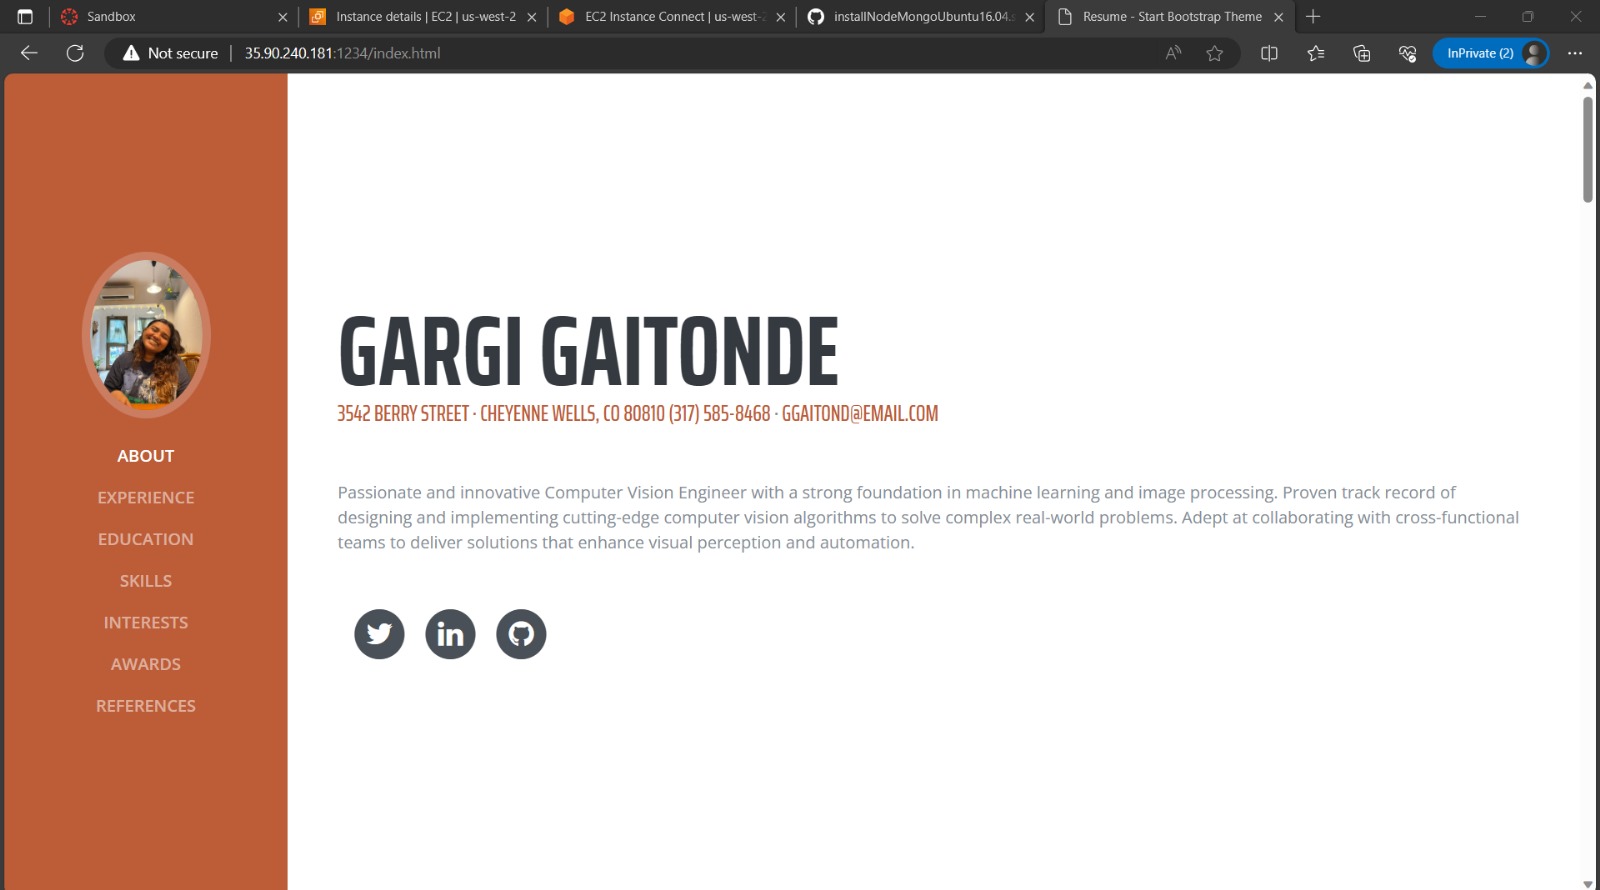 Sandbox
Instance details | EC2 | us-west-2
EC2 Instance Connect | us-west-2
installNodeMongoUbuntu16.04.s
Resume - Start Bootstrap Theme
Not secure
35.90.240.181:1234/index.html
InPrivate (2)
GARGI GAITONDE
3542 BERRY STREET · CHEYENNE WELLS, CO 80810 (317) 585-8468 · GGAITOND@EMAIL.COM
ABOUT
EXPERIENCE
EDUCATION
SKILLS
INTERESTS
AWARDS
REFERENCES
Passionate and innovative Computer Vision Engineer with a strong foundation in machine learning and image processing. Proven track record of
designing and implementing cutting-edge computer vision algorithms to solve complex real-world problems. Adept at collaborating with cross-functional
teams to deliver solutions that enhance visual perception and automation.
in